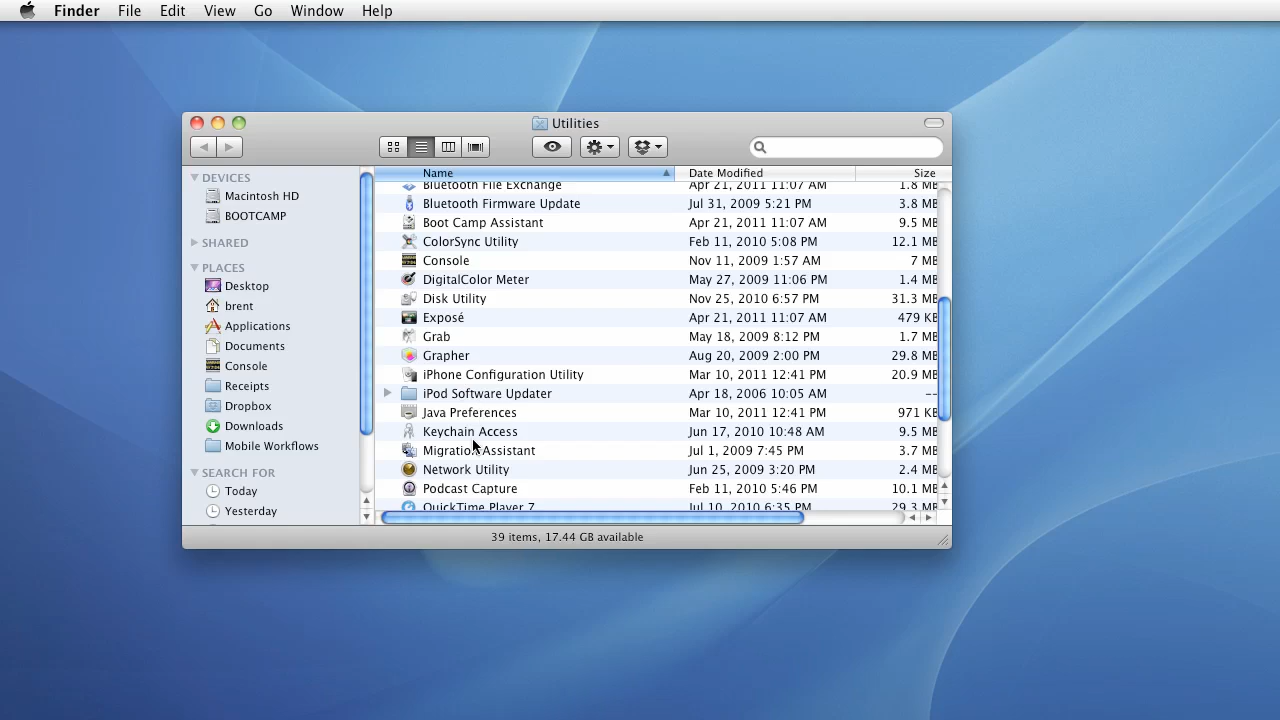 Finder File Edit View Go Window Help
Utilities
Name Date Modified Size
DEVICES
Macintosh HD
BOOTCAMP
SHARED
PLACES
Desktop
brent
Applications
Documents
Console
Receipts
Dropbox
Downloads
Mobile Workflows
SEARCH FOR
Today
Yesterday
Bluetooth File Exchange Apr 21, 2011 11:07 AM 1.8 MB
Bluetooth Firmware Update Jul 31, 2009 5:21 PM 3.8 MB
Boot Camp Assistant Apr 21, 2011 11:07 AM 9.5 MB
ColorSync Utility Feb 11, 2010 5:08 PM 12.1 MB
Console Nov 11, 2009 1:57 AM 7 MB
DigitalColor Meter May 27, 2009 11:06 PM 1.4 MB
Disk Utility Nov 25, 2010 6:57 PM 31.3 MB
Exposé Apr 21, 2011 11:07 AM 479 KB
Grab May 18, 2009 8:12 PM 1.7 MB
Grapher Aug 20, 2009 2:00 PM 29.8 MB
iPhone Configuration Utility Mar 10, 2011 12:41 PM 20.9 MB
iPod Software Updater Apr 18, 2006 10:05 AM --
Java Preferences Mar 10, 2011 12:41 PM 971 KB
Keychain Access Jun 17, 2010 10:48 AM 9.5 MB
Migration Assistant Jul 1, 2009 7:45 PM 3.7 MB
Network Utility Jun 25, 2009 3:20 PM 2.4 MB
Podcast Capture Feb 11, 2010 5:46 PM 10.1 MB
QuickTime Player 7 Jul 10, 2010 6:35 PM 29.3 MB
39 items, 17.44 GB available